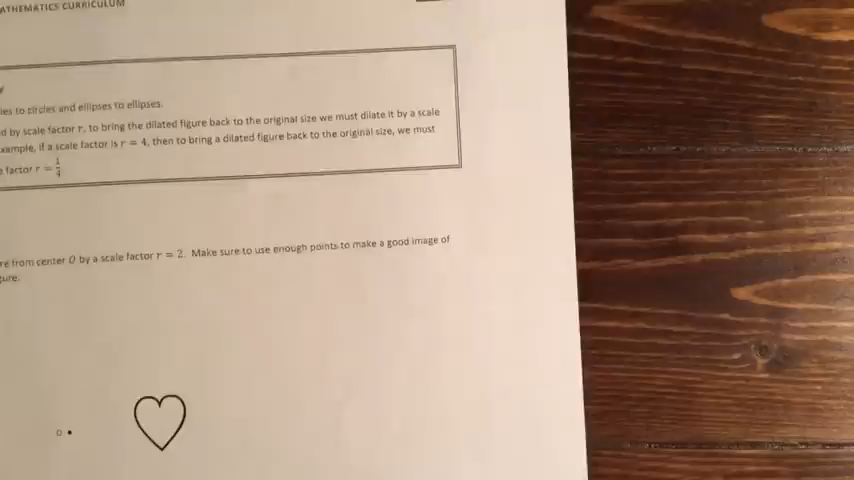 ATHEMATICS CURRICULUM
ies to circles and ellipses to ellipses.
d by scale factor r, to bring the dilated figure back to the original size we must dilate it by a scale
xample, if a scale factor is r = 4, then to bring a dilated figure back to the original size, we must
e factor r = 1/4
re from center O by a scale factor r = 2. Make sure to use enough points to make a good image of
gure.
O